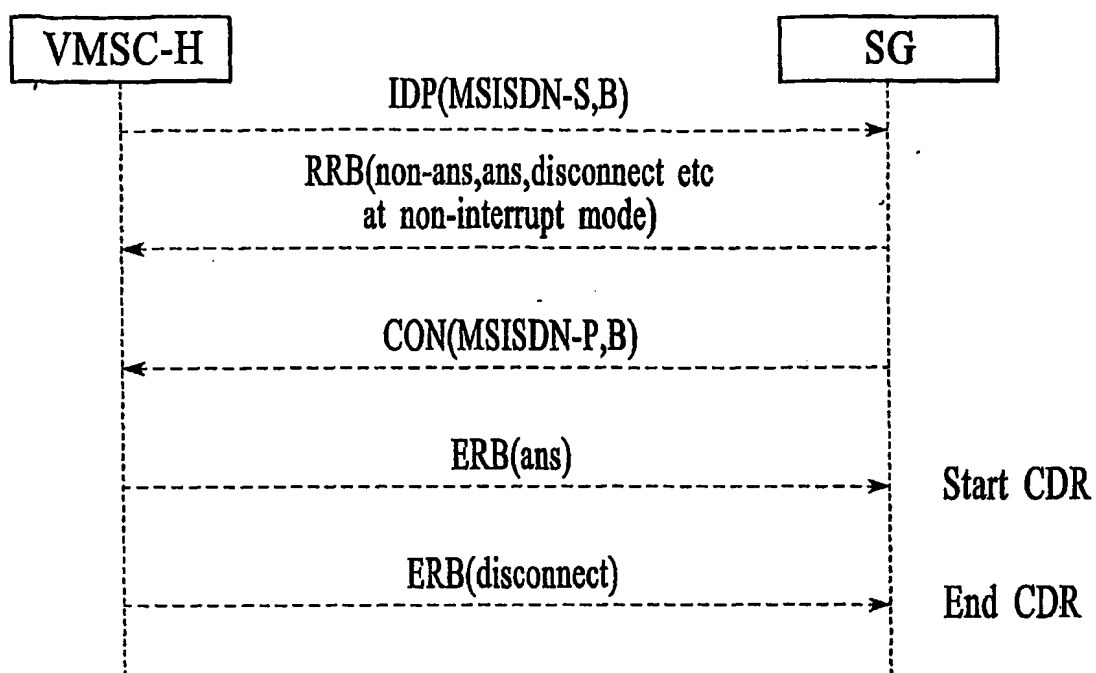 VMSC-H
SG
IDP(MSISDN-S,B)
RRB(non-ans,ans,disconnect etc
at non-interrupt mode)
CON(MSISDN-P,B)
ERB(ans)
Start CDR
ERB(disconnect)
End CDR